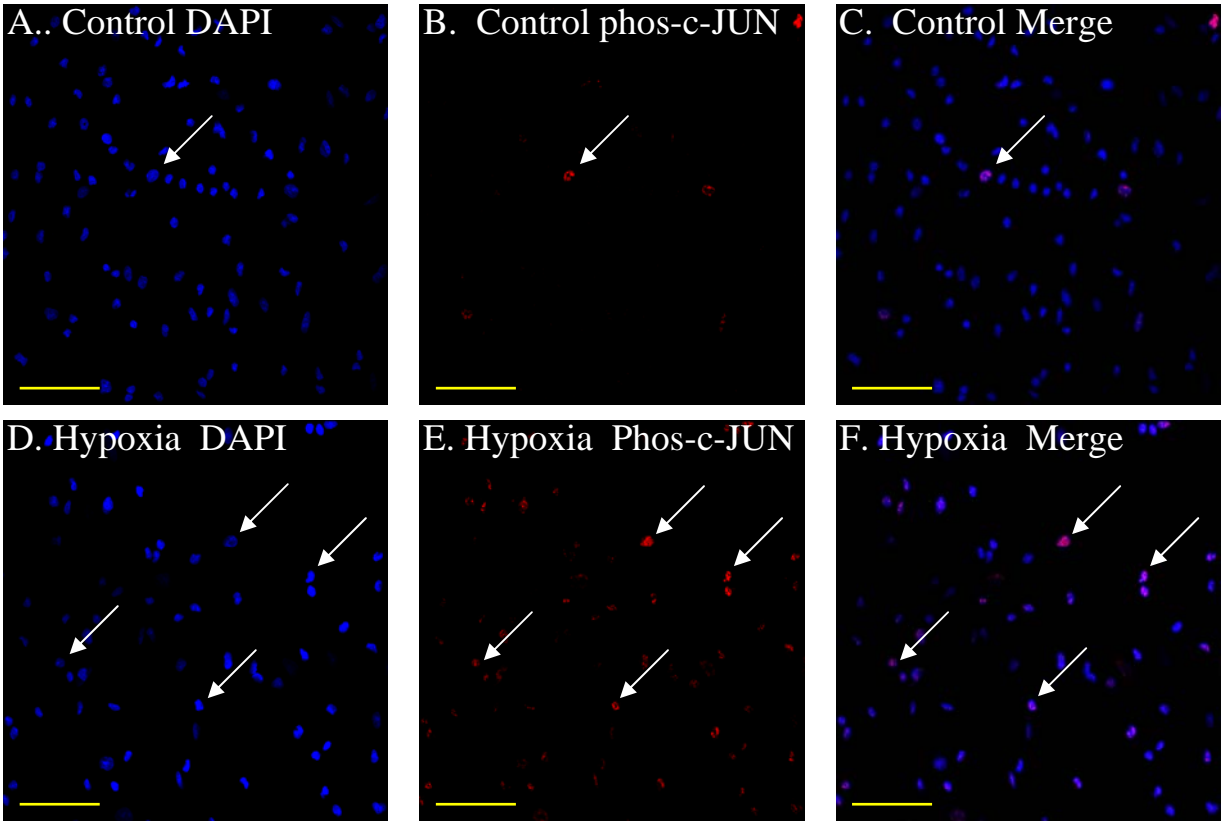 A.. Control DAPI
B. Control phos-c-JUN
C. Control Merge
D. Hypoxia DAPI
E. Hypoxia Phos-c-JUN
F. Hypoxia Merge